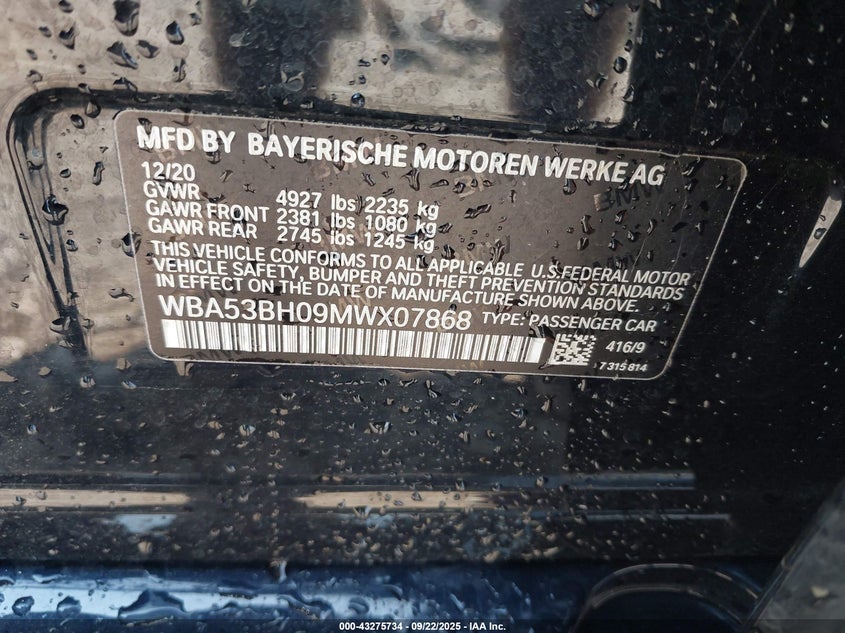 MFD BY BAYERISCHE MOTOREN WERKE AG
12/20
GVWR 4927 lbs 2235 kg
GAWR FRONT 2381 lbs 1080 kg
GAWR REAR 2745 lbs 1245 kg
THIS VEHICLE CONFORMS TO ALL APPLICABLE U.S.FEDERAL MOTOR
VEHICLE SAFETY, BUMPER AND THEFT PREVENTION STANDARDS
IN EFFECT ON THE DATE OF MANUFACTURE SHOWN ABOVE.
WBA53BH09MWX07868 TYPE: PASSENGER CAR
416/9
7 315 814
000-43275734 - 09/22/2025 - IAA Inc.